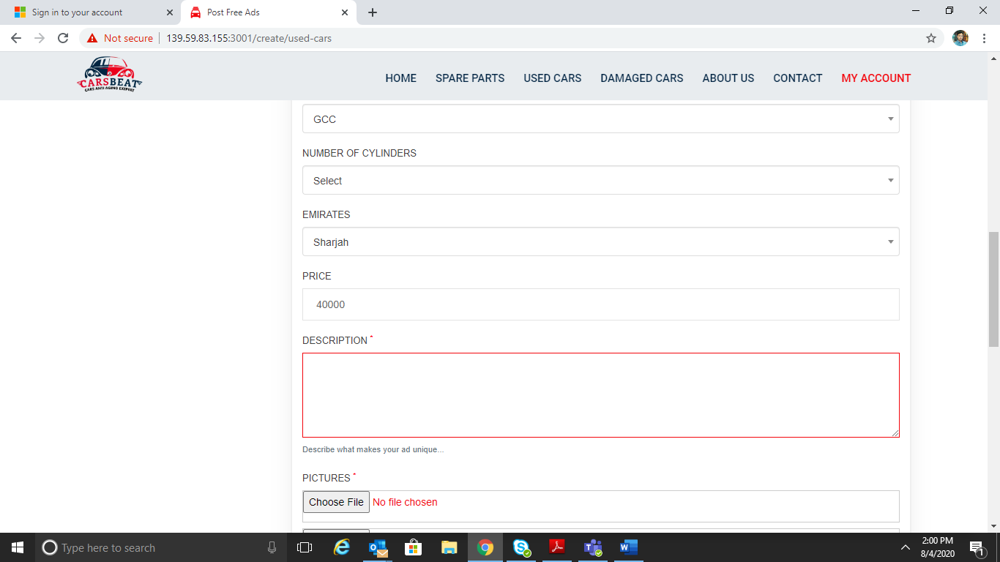 Sign in to your account
Post Free Ads
Not secure
139.59.83.155:3001/create/used-cars
CARSBEAT
CARS ANTI AGING EXEPERT
HOME
SPARE PARTS
USED CARS
DAMAGED CARS
ABOUT US
CONTACT
MY ACCOUNT
GCC
NUMBER OF CYLINDERS
Select
EMIRATES
Sharjah
PRICE
40000
DESCRIPTION *
Describe what makes your ad unique...
PICTURES *
Choose File No file chosen
Type here to search
2:00 PM
8/4/2020
1